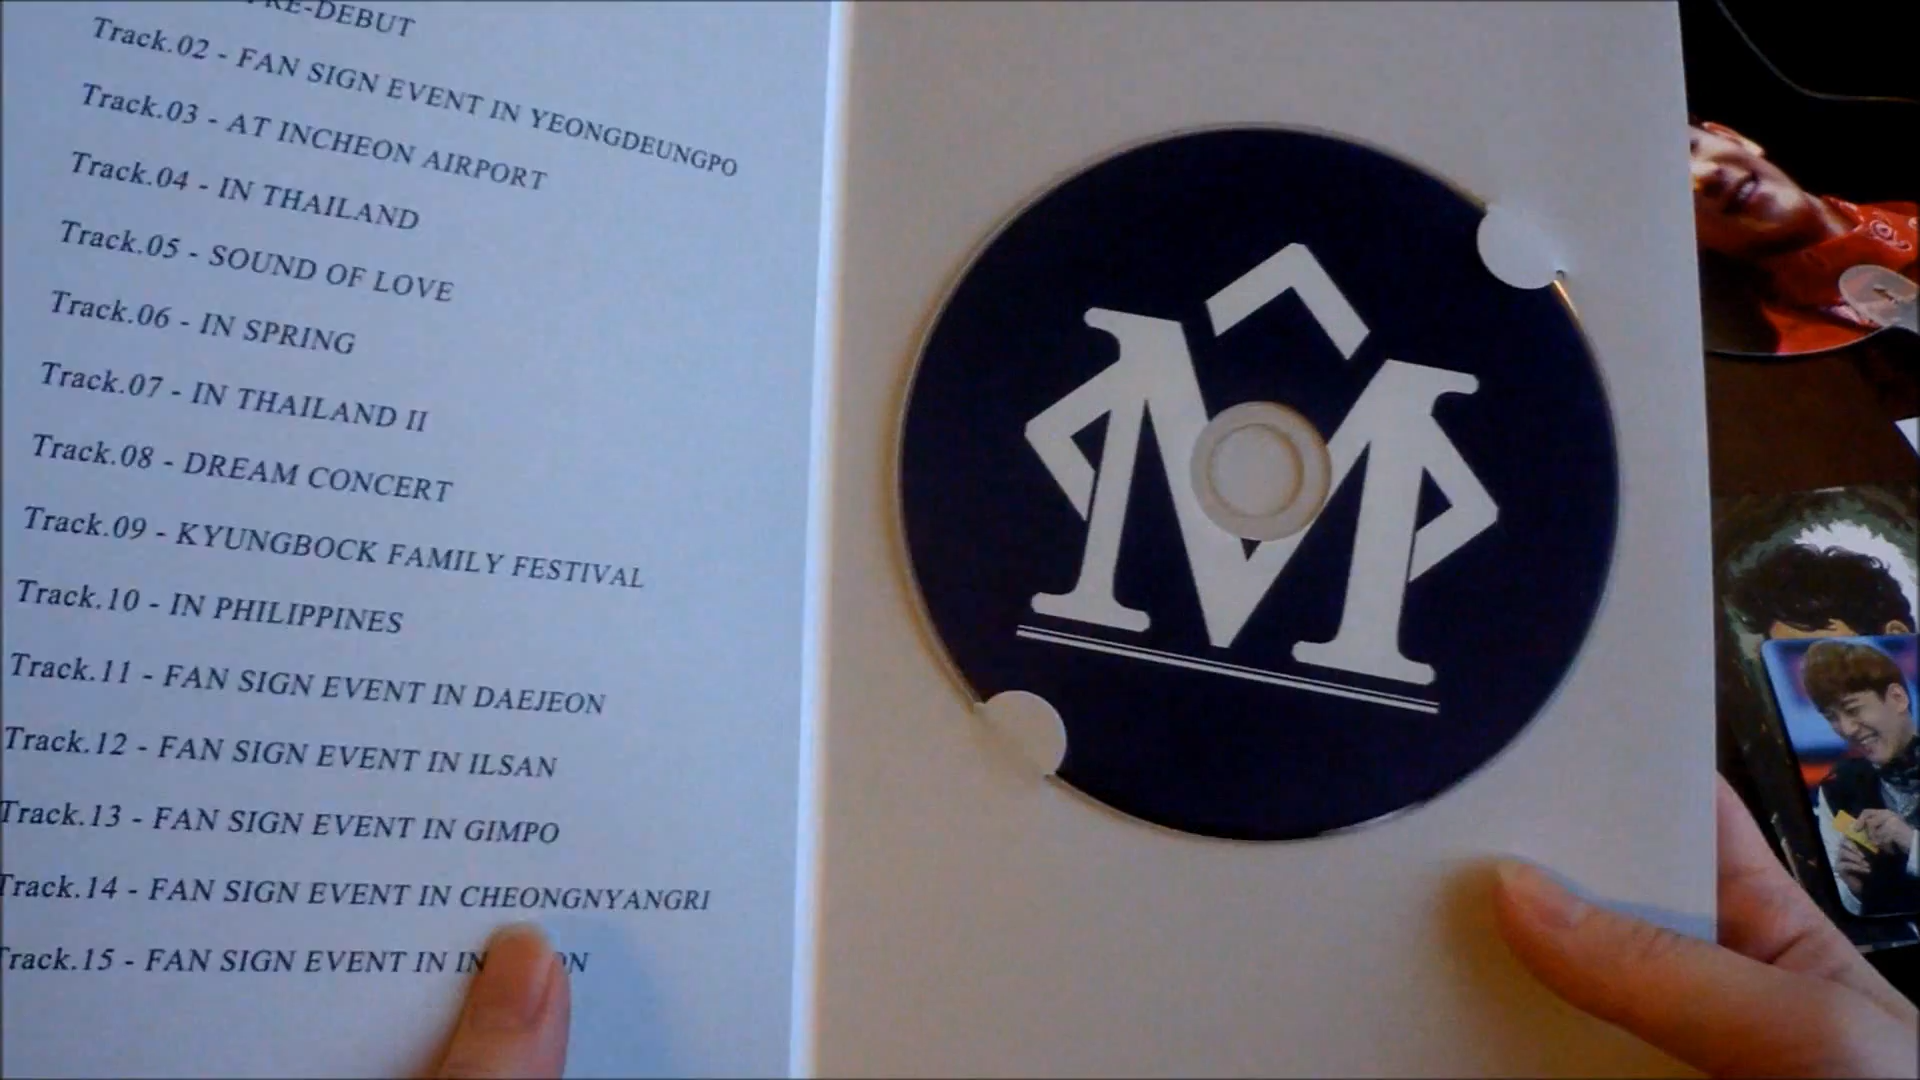 PRE-DEBUT
Track.02 - FAN SIGN EVENT IN YEONGDEUNGPO
Track.03 - AT INCHEON AIRPORT
Track.04 - IN THAILAND
Track.05 - SOUND OF LOVE
Track.06 - IN SPRING
Track.07 - IN THAILAND II
Track.08 - DREAM CONCERT
Track.09 - KYUNGBOCK FAMILY FESTIVAL
Track.10 - IN PHILIPPINES
Track.11 - FAN SIGN EVENT IN DAEJEON
Track.12 - FAN SIGN EVENT IN ILSAN
Track.13 - FAN SIGN EVENT IN GIMPO
Track.14 - FAN SIGN EVENT IN CHEONGNYANGRI
Track.15 - FAN SIGN EVENT IN
M